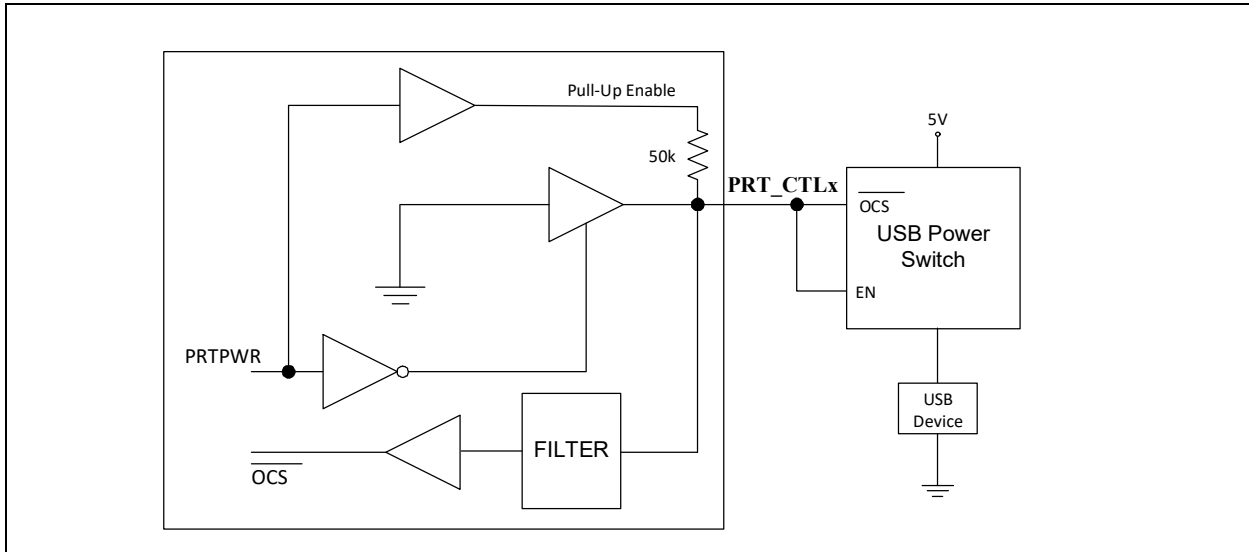 Pull-Up Enable
50k
PRT_CTLx
5V
OCS
USB Power
Switch
EN
PRTPWR
FILTER
OCS
USB
Device